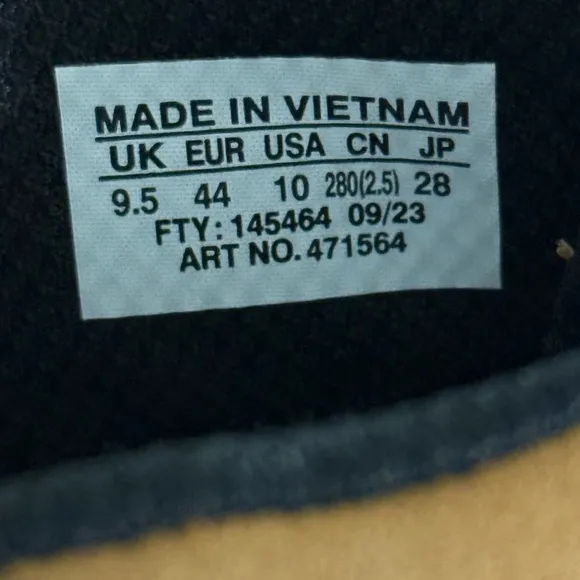 MADE IN VIETNAM
UK EUR USA CN JP
9.5 44 10 280(2.5) 28
FTY: 145464 09/23
ART NO. 471564